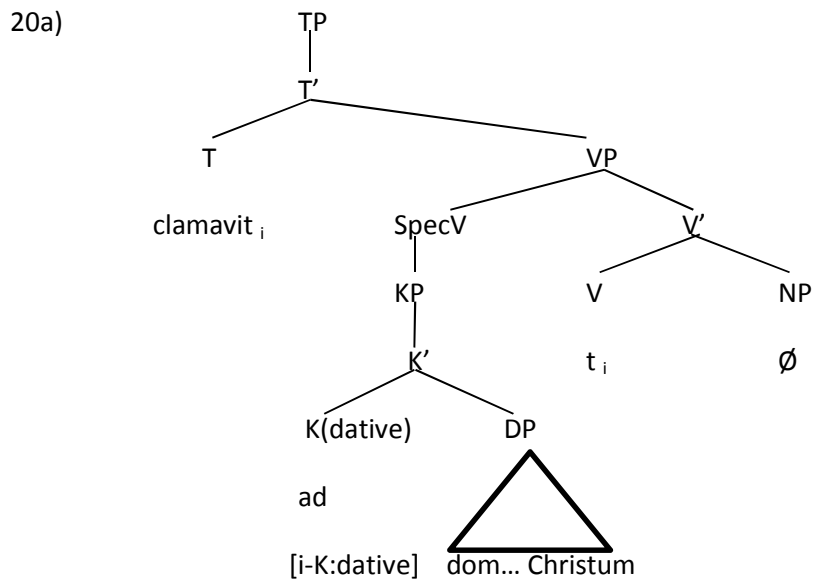 20a) TP
T’
T VP
clamavit i SpecV V’
KP V NP
K’ t i Ø
K(dative) DP
ad
[i-K:dative] dom... Christum